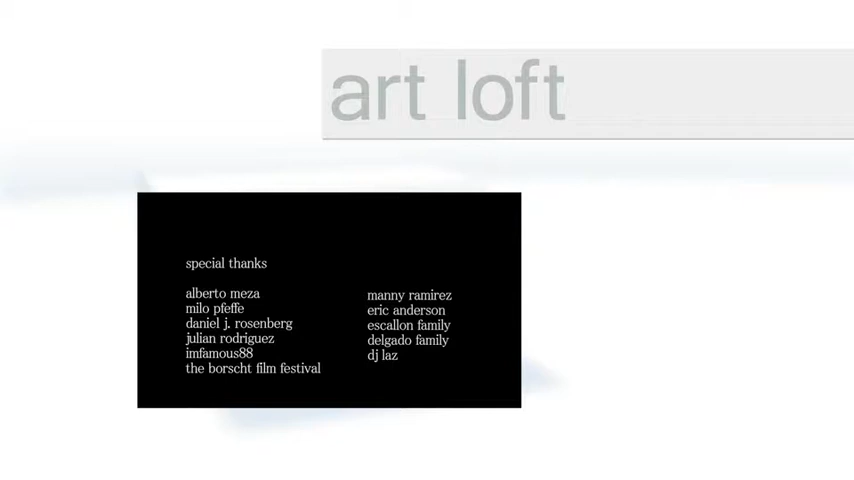 art loft
special thanks
alberto meza
milo pfeffe
daniel j. rosenberg
julian rodriguez
imfamous88
the borscht film festival
manny ramirez
eric anderson
escallon family
delgado family
dj laz